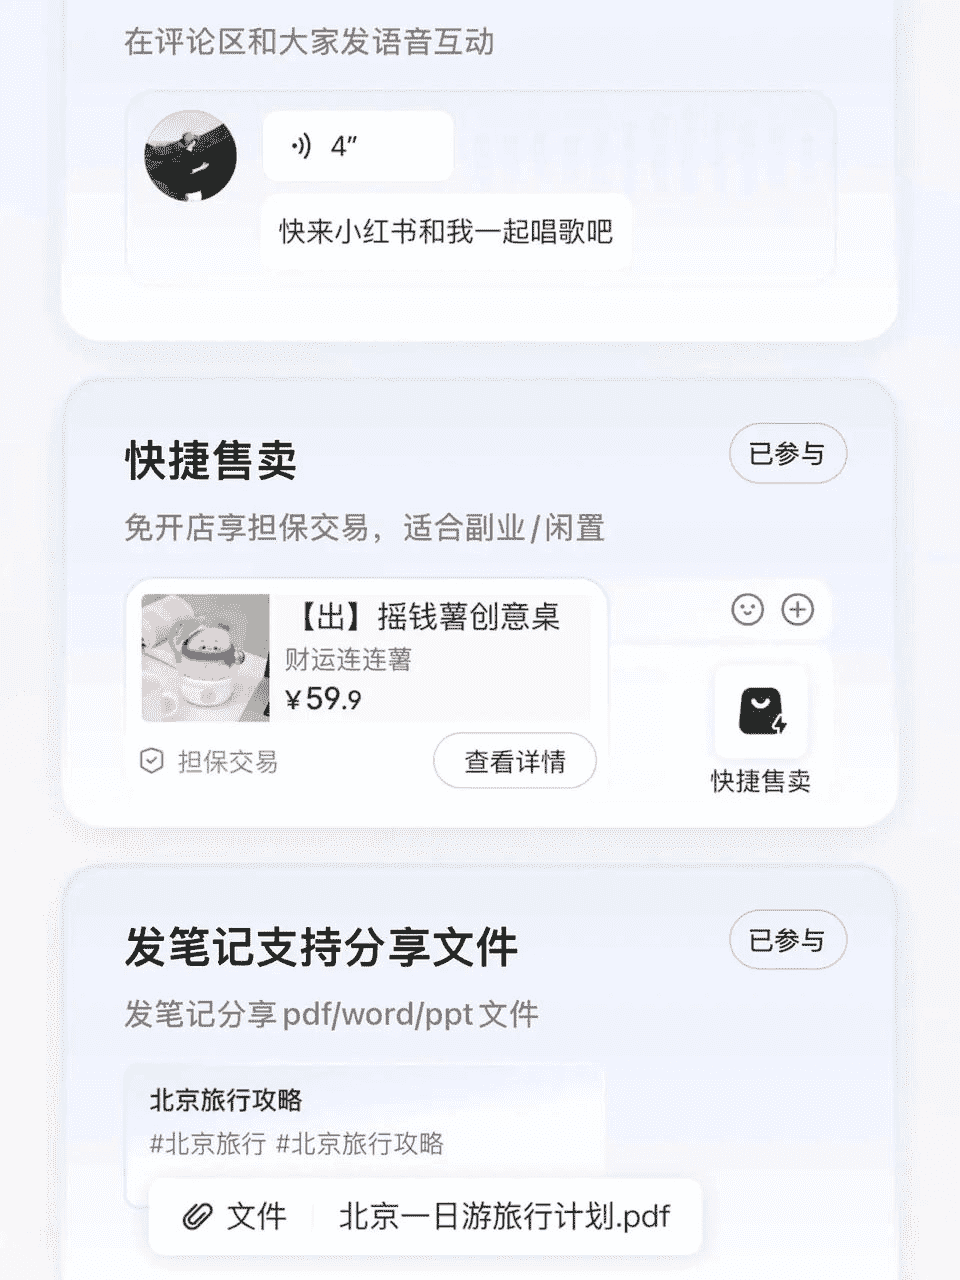 在评论区和大家发语音互动
4″
快来小红书和我一起唱歌吧
快捷售卖
已参与
免开店享担保交易，适合副业/闲置
【出】摇钱薯创意桌
财运连连薯
¥59.9
担保交易
查看详情
快捷售卖
发笔记支持分享文件
已参与
发笔记分享pdf/word/ppt文件
北京旅行攻略
#北京旅行 #北京旅行攻略
文件
北京一日游旅行计划.pdf